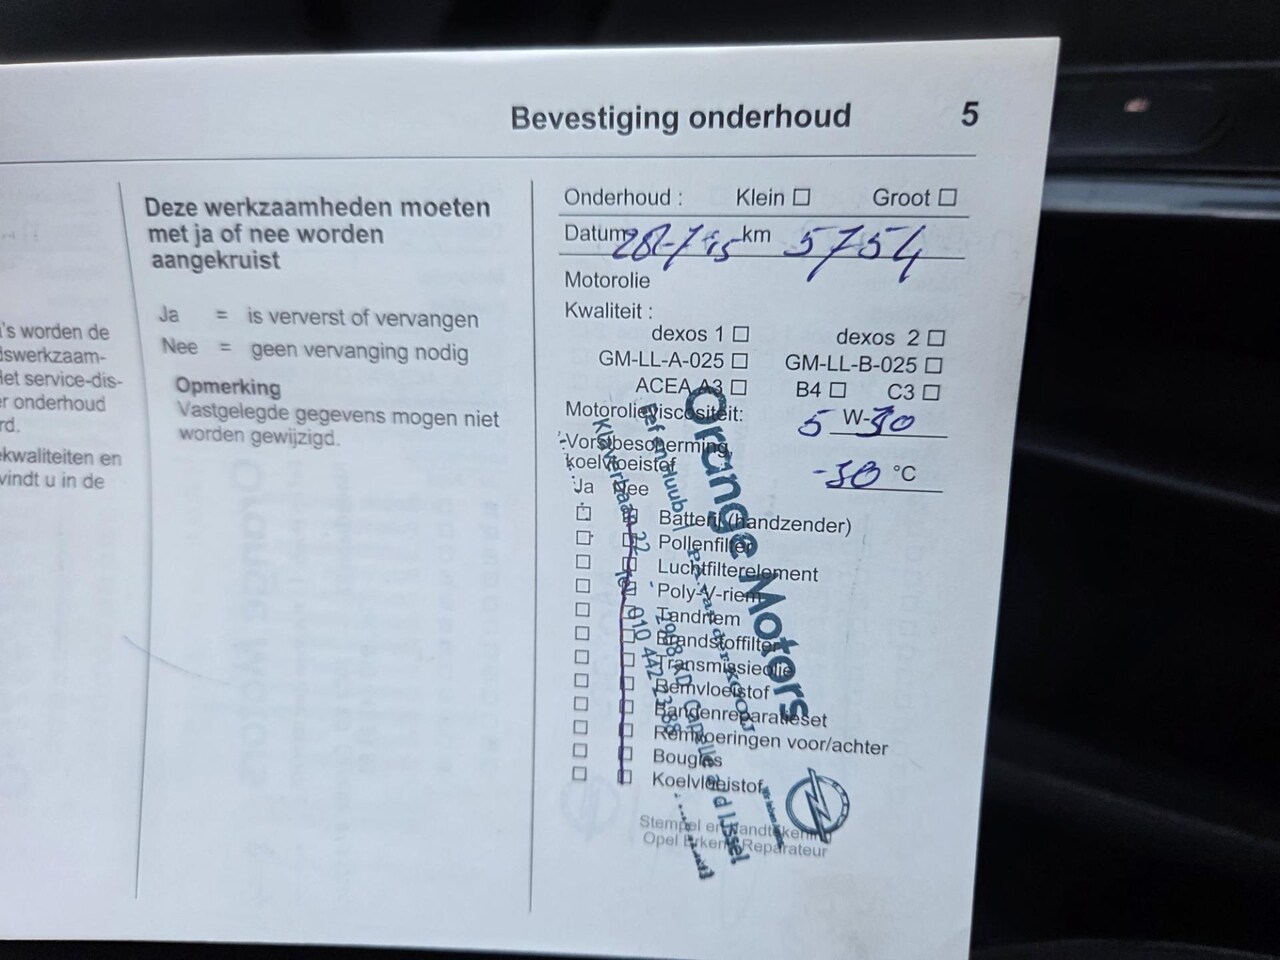 Bevestiging onderhoud 5
's worden de
dswerkzaam-
Het service-dis-
er onderhoud
rd.
kwaliteiten en
vindt u in de
Deze werkzaamheden moeten
met ja of nee worden
aangekruist
Ja = is ververst of vervangen
Nee = geen vervanging nodig
Opmerking
Vastgelegde gegevens mogen niet
worden gewijzigd.
Onderhoud : Klein ☐ Groot ☐
Datum 28-7-15 km 5754
Motorolie
Kwaliteit :
dexos 1 ☐ dexos 2 ☐
GM-LL-A-025 ☐ GM-LL-B-025 ☐
ACEA A3 ☐ B4 ☐ C3 ☐
Motorolieviscositeit: 5 W-30
Vorstbescherming,
koelvloeistof -30 °C
Ja Nee
☐ ☐ Batterij (handzender)
☐ ☐ Pollenfilter
☐ ☐ Luchtfilterelement
☐ ☐ Poly-V-riem
☐ ☐ Tandriem
☐ ☐ Brandstoffilter
☐ ☐ Transmissieolie
☐ ☐ Remvloeistof
☐ ☐ Bandenreparatieset
☐ ☐ Remvoeringen voor/achter
☐ ☐ Bougies
☐ ☐ Koelvloeistof
Stempel en handtekening
Opel Erkend Reparateur
Orange Motors
Capelle a/d IJssel